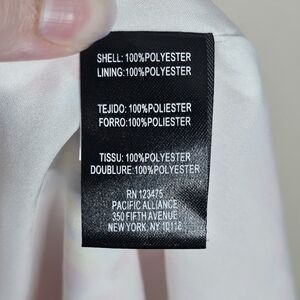 SHELL: 100%POLYESTER
LINING: 100%POLYESTER
TEJIDO: 100%POLIESTER
FORRO: 100%POLIESTER
TISSU: 100%POLYESTER
DOUBLURE: 100%POLYESTER
RN 123475
PACIFIC ALLIANCE
350 FIFTH AVENUE
NEW YORK, NY 10118